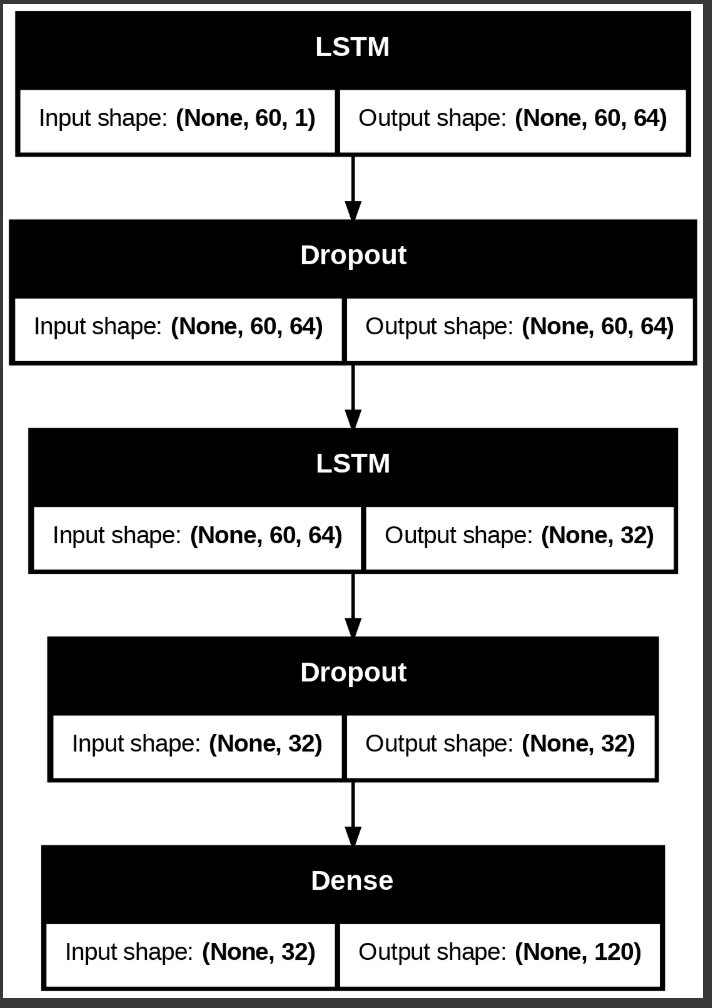 LSTM
Input shape: (None, 60, 1) Output shape: (None, 60, 64)
Dropout
Input shape: (None, 60, 64) Output shape: (None, 60, 64)
LSTM
Input shape: (None, 60, 64) Output shape: (None, 32)
Dropout
Input shape: (None, 32) Output shape: (None, 32)
Dense
Input shape: (None, 32) Output shape: (None, 120)